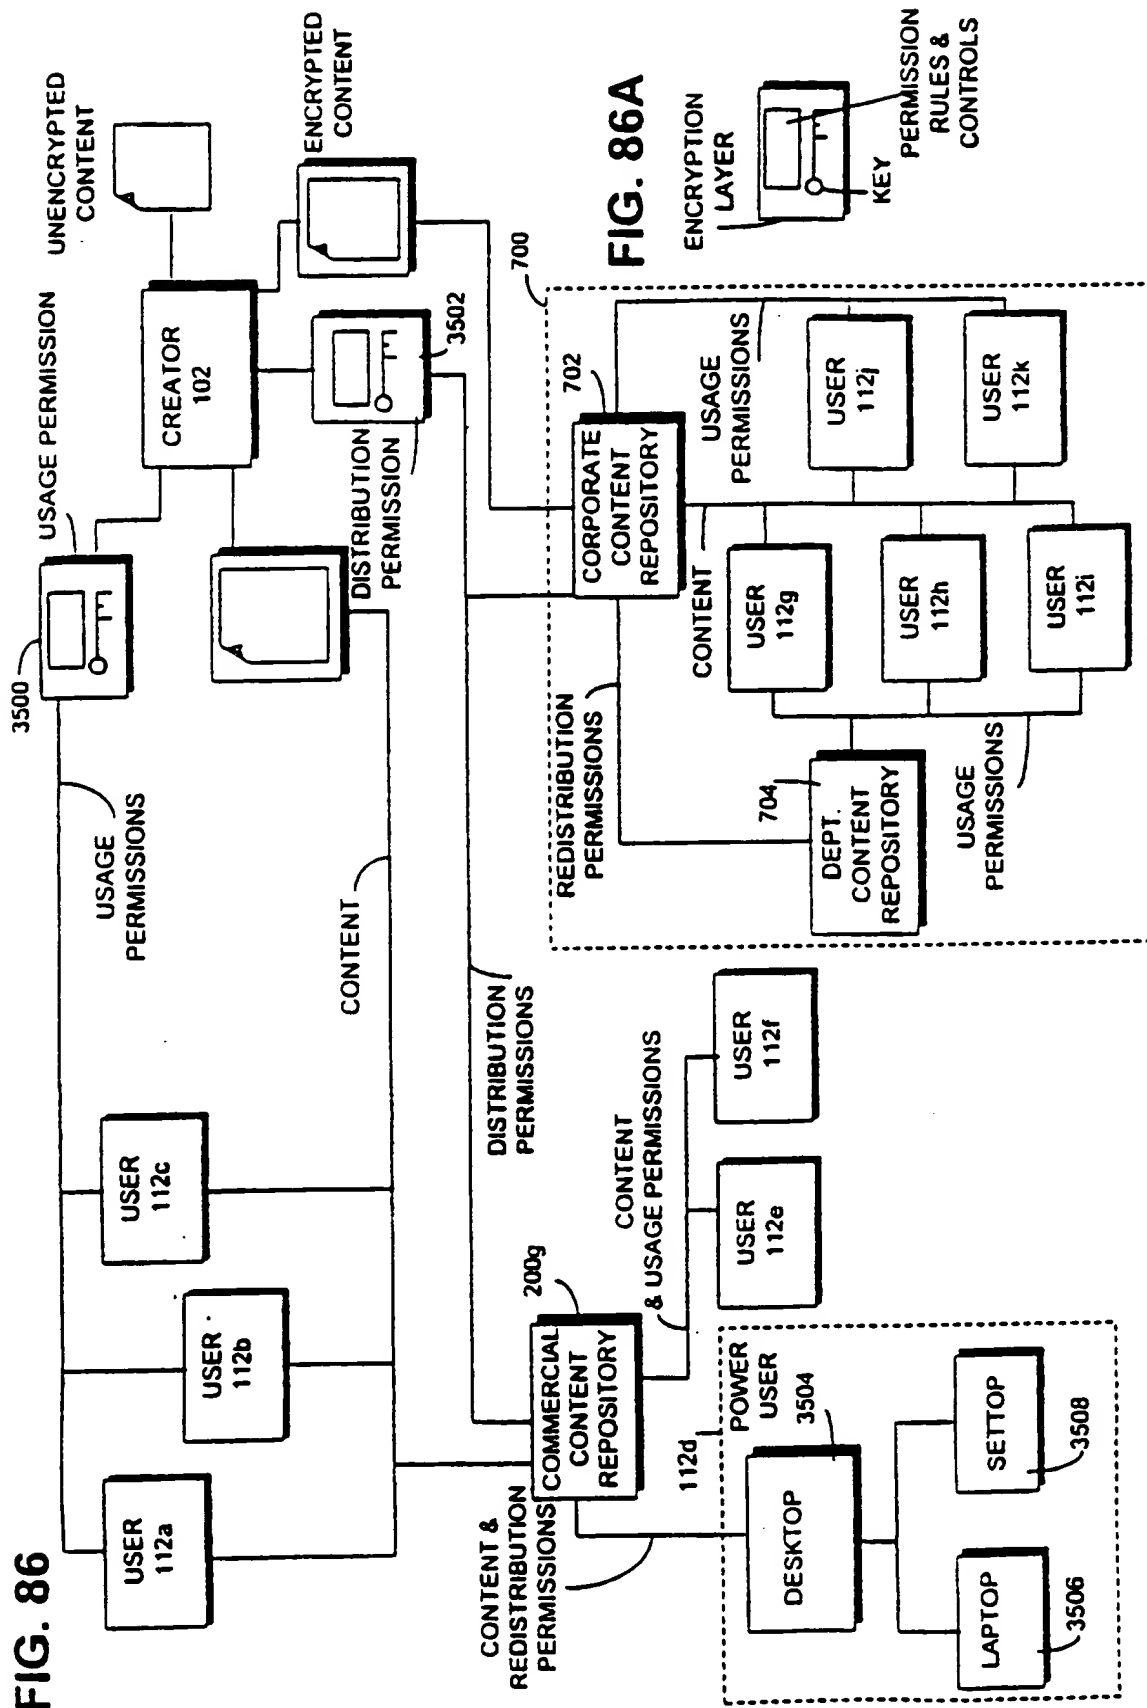 FIG. 86
USER
112a
USER
112b
USER
112c
USAGE
PERMISSIONS
3500
USAGE PERMISSION
CREATOR
102
UNENCRYPTED
CONTENT
ENCRYPTED
CONTENT
3502
DISTRIBUTION
PERMISSION
CONTENT
DISTRIBUTION
PERMISSIONS
COMMERCIAL
CONTENT
REPOSITORY
200g
CONTENT &
REDISTRIBUTION
PERMISSIONS
CONTENT
& USAGE PERMISSIONS
USER
112e
USER
112f
112d
POWER
USER
3504
DESKTOP
LAPTOP
3506
SETTOP
3508
700
CORPORATE
CONTENT
REPOSITORY
702
REDISTRIBUTION
PERMISSIONS
CONTENT
USAGE
PERMISSIONS
704
DEPT.
CONTENT
REPOSITORY
USAGE
PERMISSIONS
USER
112g
USER
112h
USER
112i
USER
112j
USER
112k
FIG. 86A
ENCRYPTION
LAYER
KEY
PERMISSION
RULES &
CONTROLS